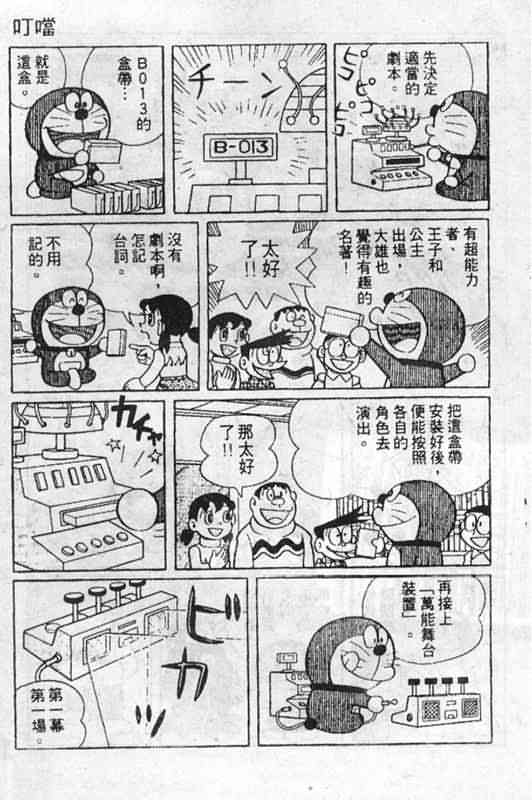 叮噹
先決定
適當的
劇本。
ピコピコピコ
チーン
B-013
B013的
盒帶…
就是
這盒。
有超能力
者、
王子和
公主
出場，
大雄也
覺得有趣的
名著！
太好
了!!
沒有
劇本啊，
怎記
台詞。
不用
記的。
把這盒帶
安裝好後，
便能按照
各自的
角色去
演出。
那太好
了!!
カチャ
再接上
「萬能舞台
裝置」。
ピカッ
第一幕
第一場。